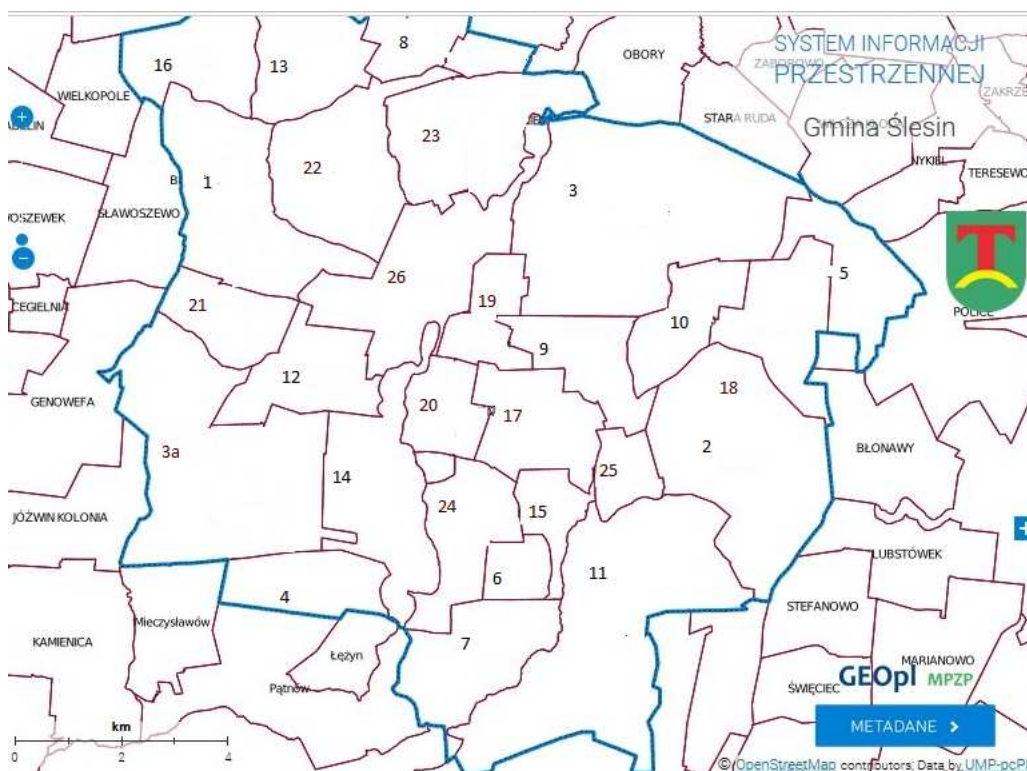 8
16
13
OBORY
SYSTEM INFORMACJI
ZABOROWO
PRZESTRZENNEJ
WIELKOPOLE
ZAKRZE
+
23
STARA RUDA
Gmina Ślesin
NYKIEL
TERESEWO
22
B
1
3
SŁAWOSZEWO
WOSZEWEK
−
26
5
CEGIELNIA
21
19
10
POLICE
9
12
18
GENOWEFA
20
17
3a
2
BŁONAWY
25
14
24
15
JÓŹWIN KOLONIA
+
LUBSTÓWEK
6
11
4
STEFANOWO
Mieczysławów
KAMIENICA
7
Łężyn
MARIANOWO
Pątnów
ŚWIĘCIEC
GEOpl MPZP
km
METADANE >
0 2 4
© OpenStreetMap contributors, Data by UMP-pcPl